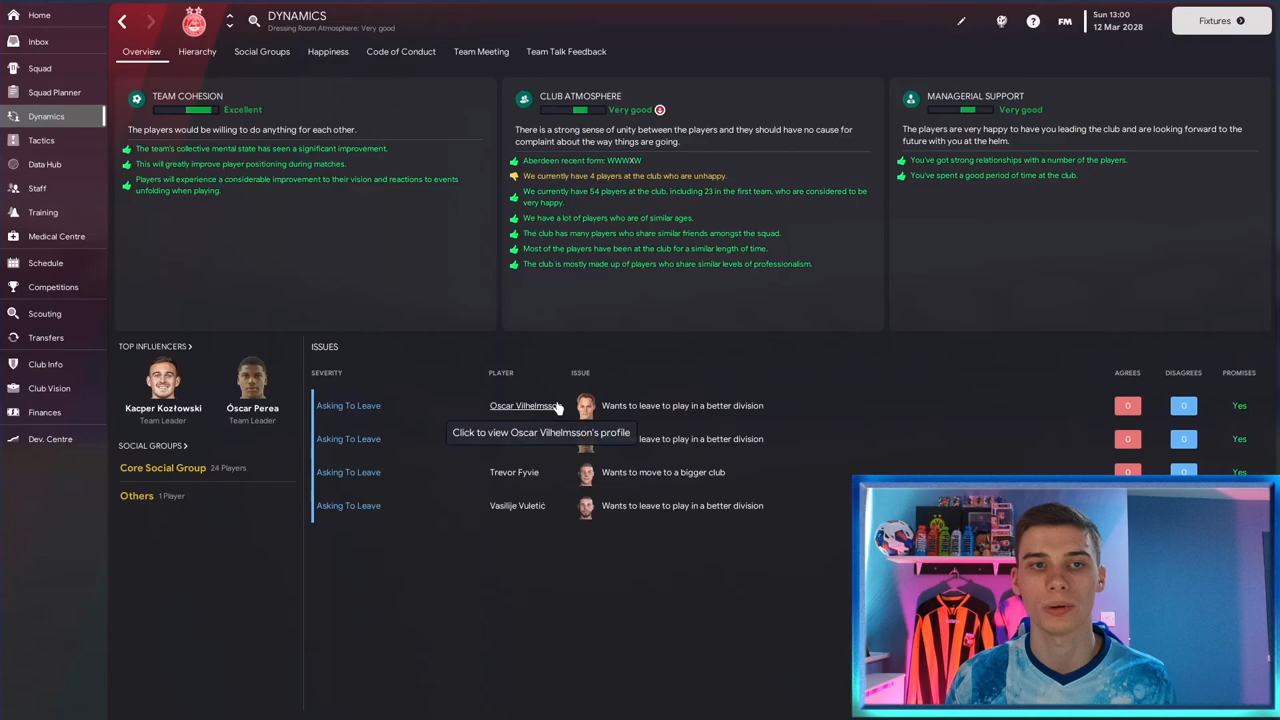 Home
Inbox
Squad
Squad Planner
Dynamics
Tactics
Data Hub
Staff
Training
Medical Centre
Schedule
Competitions
Scouting
Transfers
Club Info
Club Vision
Finances
Dev. Centre
DYNAMICS
Dressing Room Atmosphere: Very good
FM
Sun 13:00
12 Mar 2028
Fixtures
Overview
Hierarchy
Social Groups
Happiness
Code of Conduct
Team Meeting
Team Talk Feedback
TEAM COHESION
Excellent
The players would be willing to do anything for each other.
The team's collective mental state has seen a significant improvement.
This will greatly improve player positioning during matches.
Players will experience a considerable improvement to their vision and reactions to events
unfolding when playing.
CLUB ATMOSPHERE
Very good
There is a strong sense of unity between the players and they should have no cause for
complaint about the way things are going.
Aberdeen recent form: WWWXW
We currently have 4 players at the club who are unhappy.
We currently have 54 players at the club, including 23 in the first team, who are considered to be
very happy.
We have a lot of players who are of similar ages.
The club has many players who share similar friends amongst the squad.
Most of the players have been at the club for a similar length of time.
The club is mostly made up of players who share similar levels of professionalism.
MANAGERIAL SUPPORT
Very good
The players are very happy to have you leading the club and are looking forward to the
future with you at the helm.
You've got strong relationships with a number of the players.
You've spent a good period of time at the club.
TOP INFLUENCERS
Kacper Kozłowski
Team Leader
Óscar Perea
Team Leader
SOCIAL GROUPS
Core Social Group 24 Players
Others 1 Player
ISSUES
SEVERITY PLAYER ISSUE AGREES DISAGREES PROMISES
Asking To Leave Oscar Vilhelmsson Wants to leave to play in a better division 0 0 Yes
Click to view Oscar Vilhelmsson's profile
Asking To Leave leave to play in a better division 0 0 Yes
Asking To Leave Trevor Fyvie Wants to move to a bigger club 0 0 Yes
Asking To Leave Vasilije Vuletić Wants to leave to play in a better division